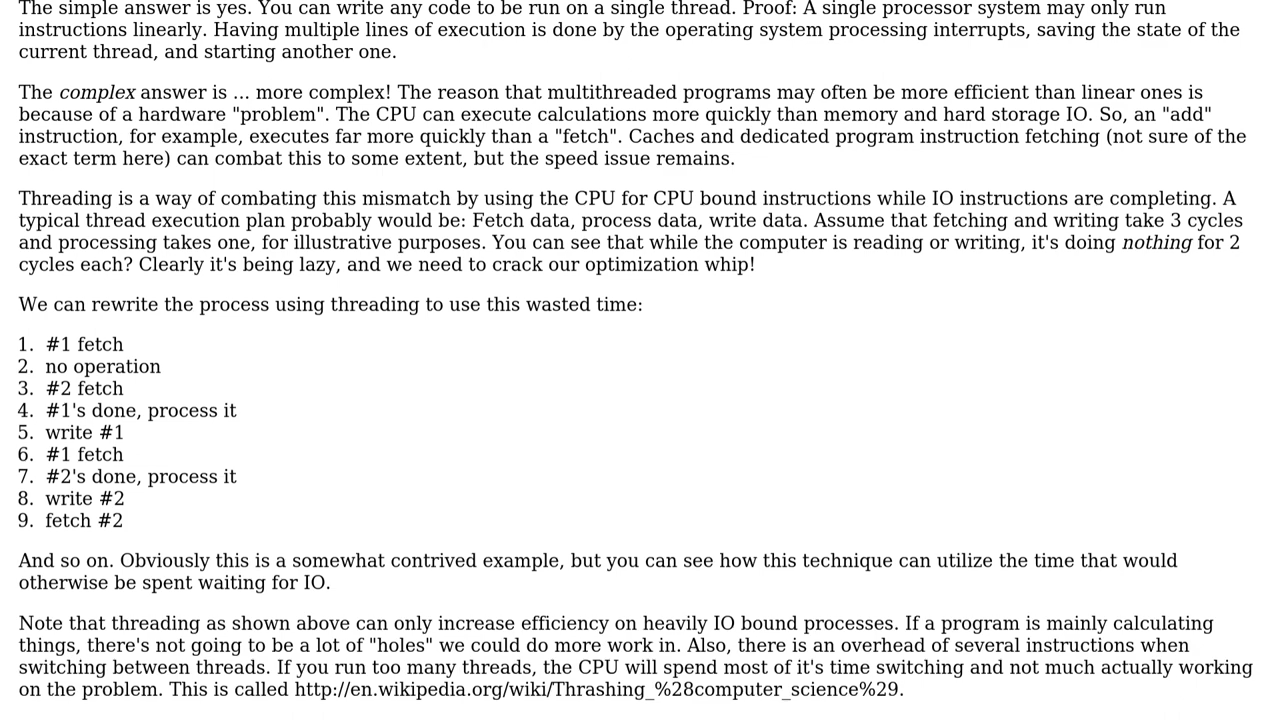 The simple answer is yes. You can write any code to be run on a single thread. Proof: A single processor system may only run
instructions linearly. Having multiple lines of execution is done by the operating system processing interrupts, saving the state of the
current thread, and starting another one.
The complex answer is ... more complex! The reason that multithreaded programs may often be more efficient than linear ones is
because of a hardware "problem". The CPU can execute calculations more quickly than memory and hard storage IO. So, an "add"
instruction, for example, executes far more quickly than a "fetch". Caches and dedicated program instruction fetching (not sure of the
exact term here) can combat this to some extent, but the speed issue remains.
Threading is a way of combating this mismatch by using the CPU for CPU bound instructions while IO instructions are completing. A
typical thread execution plan probably would be: Fetch data, process data, write data. Assume that fetching and writing take 3 cycles
and processing takes one, for illustrative purposes. You can see that while the computer is reading or writing, it's doing nothing for 2
cycles each? Clearly it's being lazy, and we need to crack our optimization whip!
We can rewrite the process using threading to use this wasted time:
1. #1 fetch
2. no operation
3. #2 fetch
4. #1's done, process it
5. write #1
6. #1 fetch
7. #2's done, process it
8. write #2
9. fetch #2
And so on. Obviously this is a somewhat contrived example, but you can see how this technique can utilize the time that would
otherwise be spent waiting for IO.
Note that threading as shown above can only increase efficiency on heavily IO bound processes. If a program is mainly calculating
things, there's not going to be a lot of "holes" we could do more work in. Also, there is an overhead of several instructions when
switching between threads. If you run too many threads, the CPU will spend most of it's time switching and not much actually working
on the problem. This is called http://en.wikipedia.org/wiki/Thrashing_%28computer_science%29.